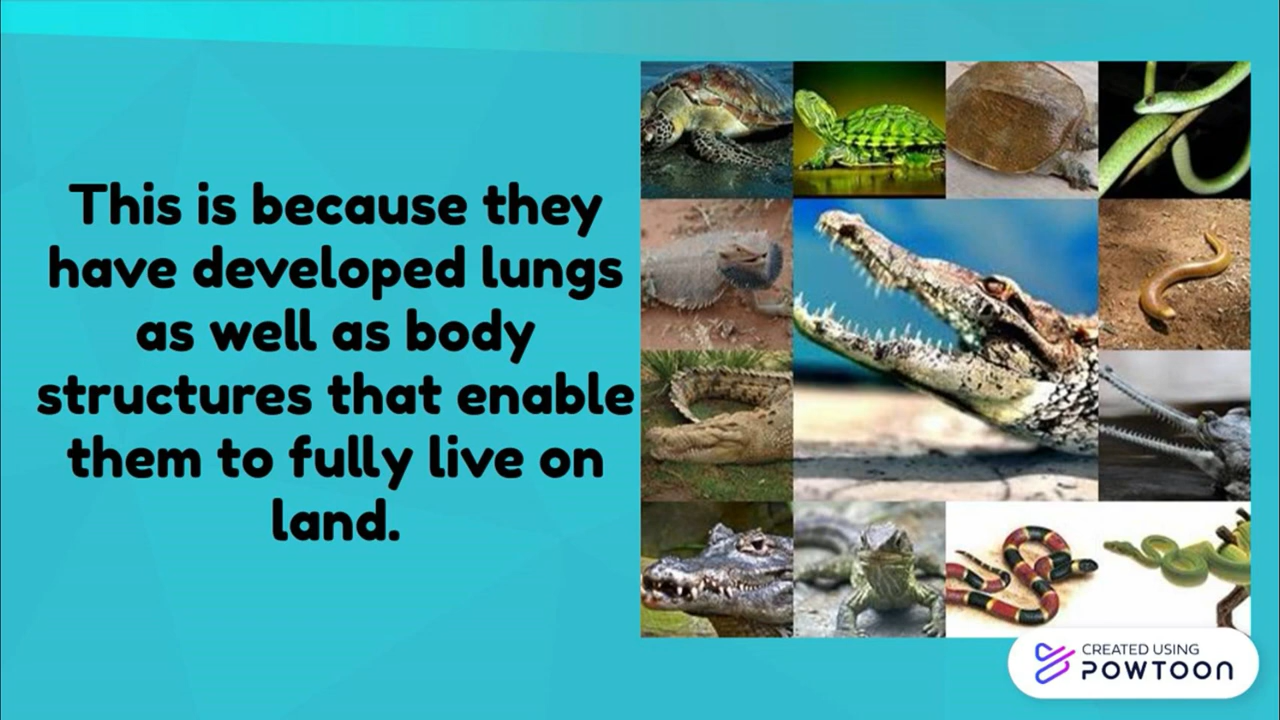 This is because they
have developed lungs
as well as body
structures that enable
them to fully live on
land.
CREATED USING
POWTOON